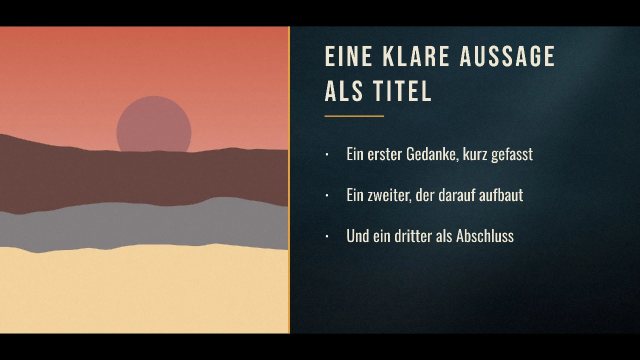 EINE KLARE AUSSAGE
ALS TITEL
· Ein erster Gedanke, kurz gefasst
· Ein zweiter, der darauf aufbaut
· Und ein dritter als Abschluss